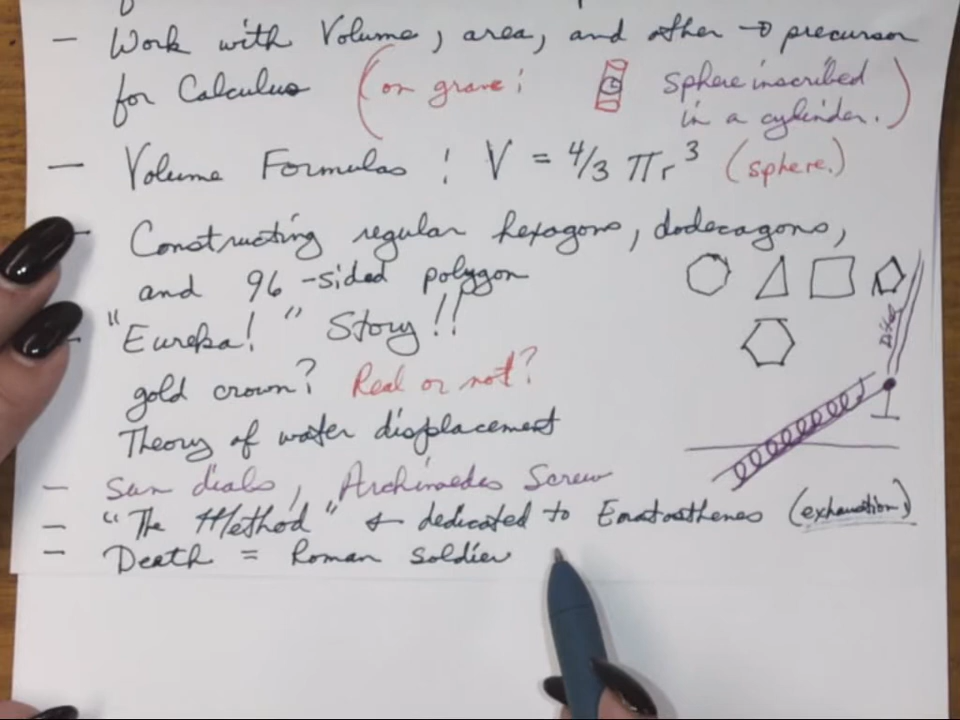 - Work with Volume, area, and other → precursor
for Calculus (on grave: sphere inscribed
in a cylinder.)
- Volume Formulas: V = 4/3 πr³ (sphere.)
- Constructing regular hexagons, dodecagons,
and 96-sided polygon
- "Eureka!" Story!!
gold crown? Real or not?
Theory of water displacement
Ditch
- Sun dials, Archimedes Screw
- "The Method" & dedicated to Eratosthenes (exhaustion)
- Death = Roman soldier